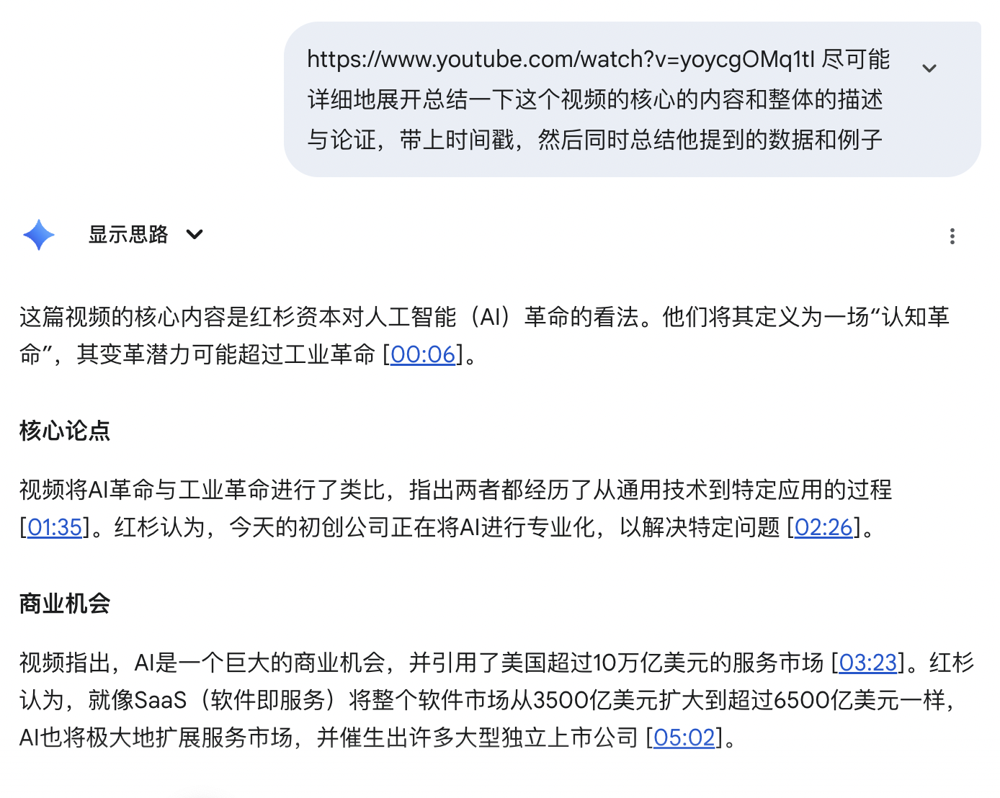 https://www.youtube.com/watch?v=yoycgOMq1tI 尽可能
详细地展开总结一下这个视频的核心的内容和整体的描述
与论证，带上时间戳，然后同时总结他提到的数据和例子
显示思路
这篇视频的核心内容是红杉资本对人工智能（AI）革命的看法。他们将其定义为一场“认知革
命”，其变革潜力可能超过工业革命 [00:06]。
核心论点
视频将AI革命与工业革命进行了类比，指出两者都经历了从通用技术到特定应用的过程
[01:35]。红杉认为，今天的初创公司正在将AI进行专业化，以解决特定问题 [02:26]。
商业机会
视频指出，AI是一个巨大的商业机会，并引用了美国超过10万亿美元的服务市场 [03:23]。红杉
认为，就像SaaS（软件即服务）将整个软件市场从3500亿美元扩大到超过6500亿美元一样，
AI也将极大地扩展服务市场，并催生出许多大型独立上市公司 [05:02]。